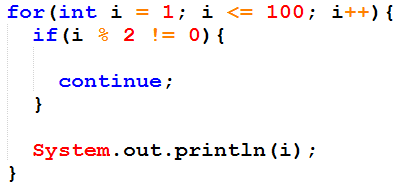 for(int i = 1; i <= 100; i++){
  if(i % 2 != 0){

    continue;
  }

  System.out.println(i);
}